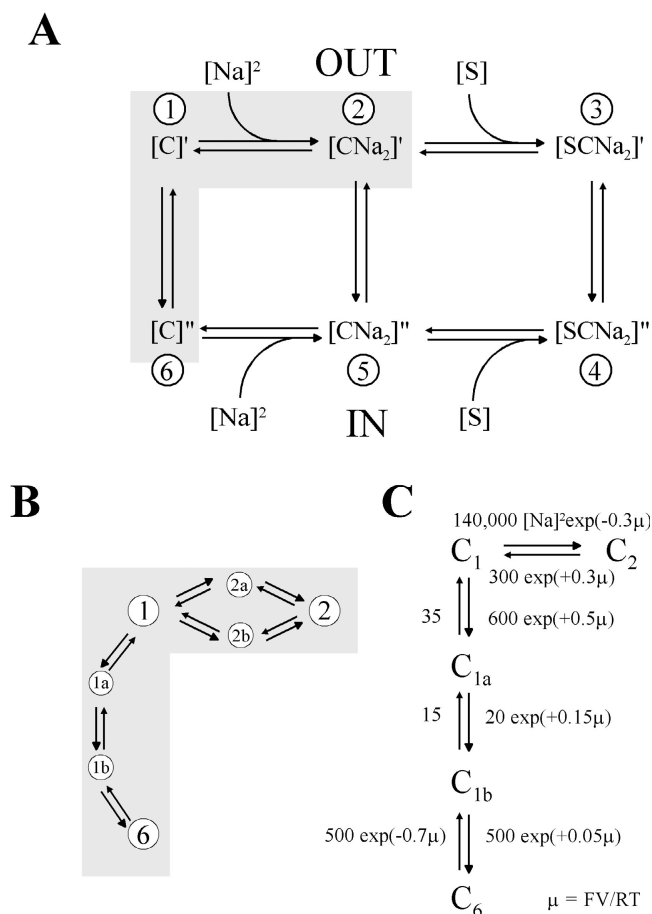 A
[Na]² OUT [S]
① ② ③
[C]' [CNa₂]' [SCNa₂]'
[C]" [CNa₂]" [SCNa₂]"
⑥ ⑤ ④
[Na]² IN [S]
B
1 2a 2
2b
1a
1b
6
C
140,000 [Na]²exp(-0.3μ)
C₁ C₂
300 exp(+0.3μ)
35 600 exp(+0.5μ)
C₁ₐ
15 20 exp(+0.15μ)
C₁b
500 exp(-0.7μ) 500 exp(+0.05μ)
C₆ μ = FV/RT